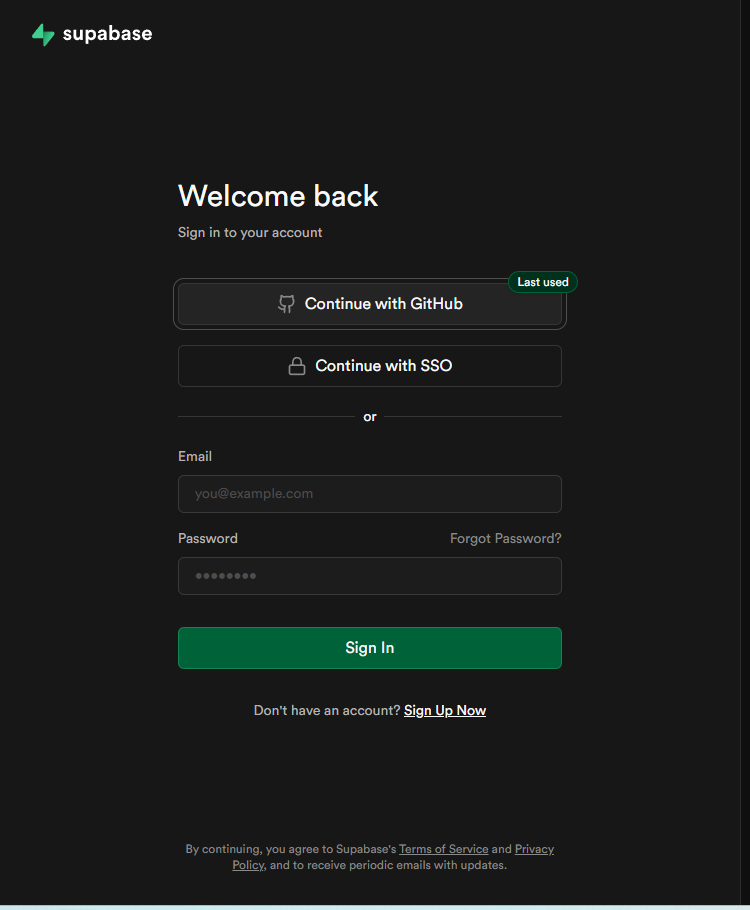 supabase
Welcome back
Sign in to your account
Last used
Continue with GitHub
Continue with SSO
or
Email
you@example.com
Password
Forgot Password?
••••••••
Sign In
Don't have an account? Sign Up Now
By continuing, you agree to Supabase's Terms of Service and Privacy
Policy, and to receive periodic emails with updates.